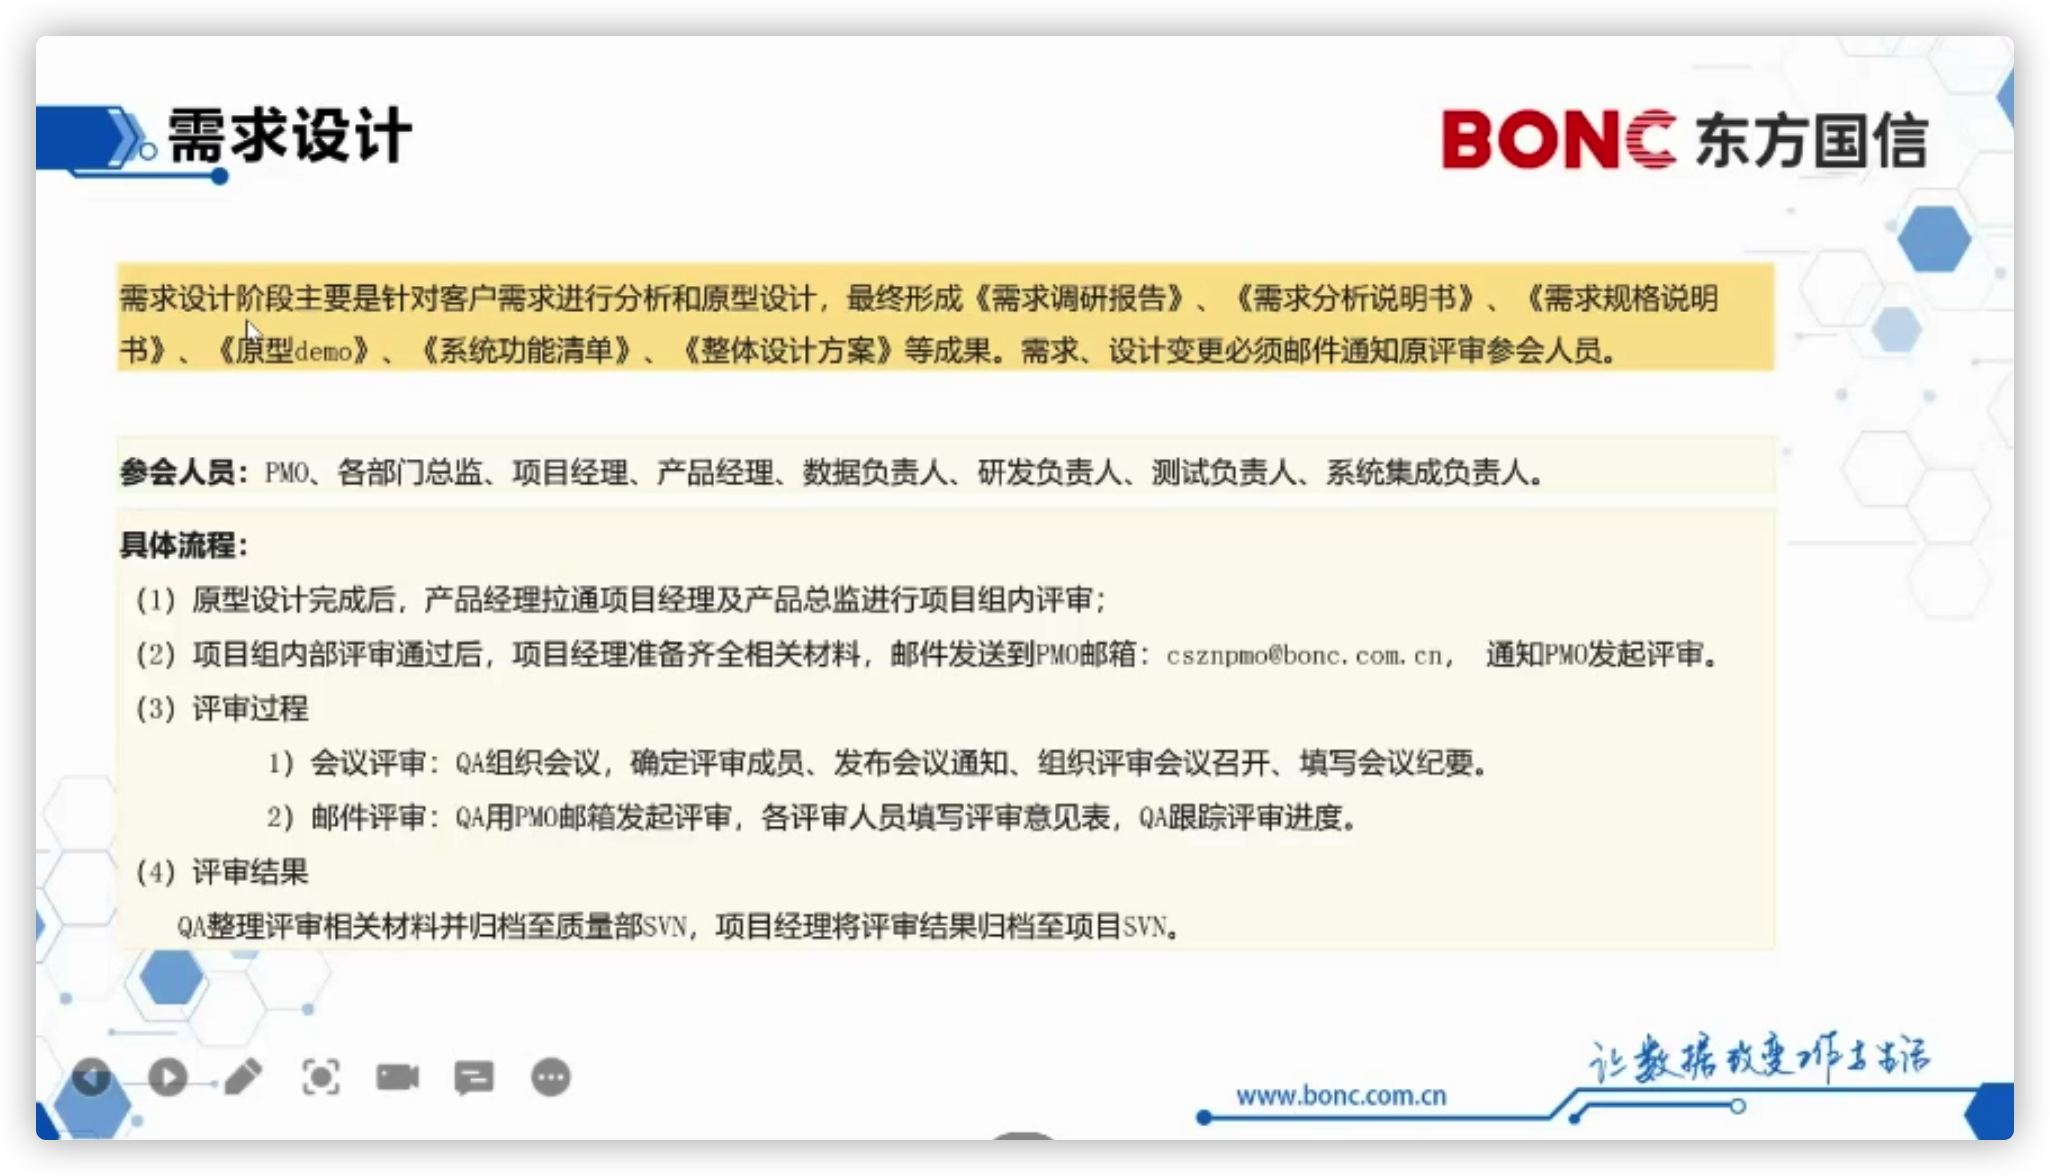 需求设计
BONC 东方国信
需求设计阶段主要是针对客户需求进行分析和原型设计，最终形成《需求调研报告》、《需求分析说明书》、《需求规格说明
书》、《原型demo》、《系统功能清单》、《整体设计方案》等成果。需求、设计变更必须邮件通知原评审参会人员。
参会人员：PMO、各部门总监、项目经理、产品经理、数据负责人、研发负责人、测试负责人、系统集成负责人。
具体流程：
（1）原型设计完成后，产品经理拉通项目经理及产品总监进行项目组内评审；
（2）项目组内部评审通过后，项目经理准备齐全相关材料，邮件发送到PMO邮箱：csznpmo@bonc.com.cn， 通知PMO发起评审。
（3）评审过程
1）会议评审：QA组织会议，确定评审成员、发布会议通知、组织评审会议召开、填写会议纪要。
2）邮件评审：QA用PMO邮箱发起评审，各评审人员填写评审意见表，QA跟踪评审进度。
（4）评审结果
QA整理评审相关材料并归档至质量部SVN，项目经理将评审结果归档至项目SVN。
让数据改变工作与生活
www.bonc.com.cn